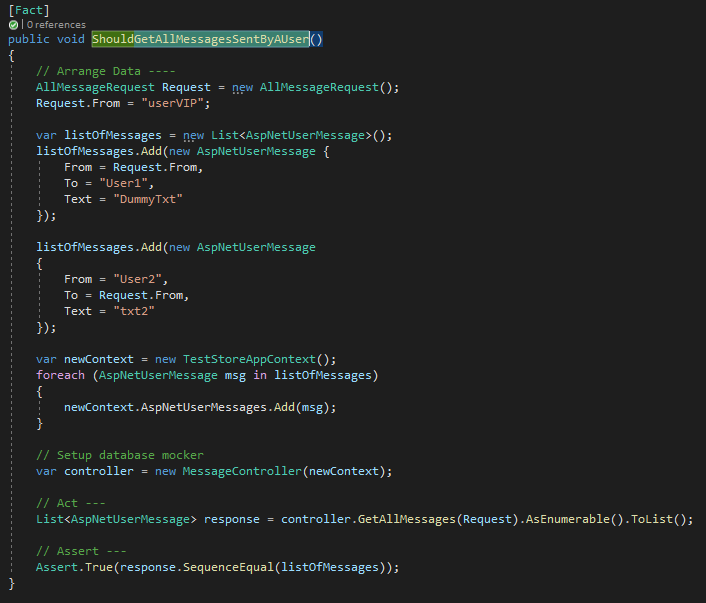 [Fact]
0 references
public void ShouldGetAllMessagesSentByAUser()
{
// Arrange Data ----
AllMessageRequest Request = new AllMessageRequest();
Request.From = "userVIP";
var listOfMessages = new List<AspNetUserMessage>();
listOfMessages.Add(new AspNetUserMessage {
From = Request.From,
To = "User1",
Text = "DummyTxt"
});
listOfMessages.Add(new AspNetUserMessage
{
From = "User2",
To = Request.From,
Text = "txt2"
});
var newContext = new TestStoreAppContext();
foreach (AspNetUserMessage msg in listOfMessages)
{
newContext.AspNetUserMessages.Add(msg);
}
// Setup database mocker
var controller = new MessageController(newContext);
// Act ---
List<AspNetUserMessage> response = controller.GetAllMessages(Request).AsEnumerable().ToList();
// Assert ---
Assert.True(response.SequenceEqual(listOfMessages));
}